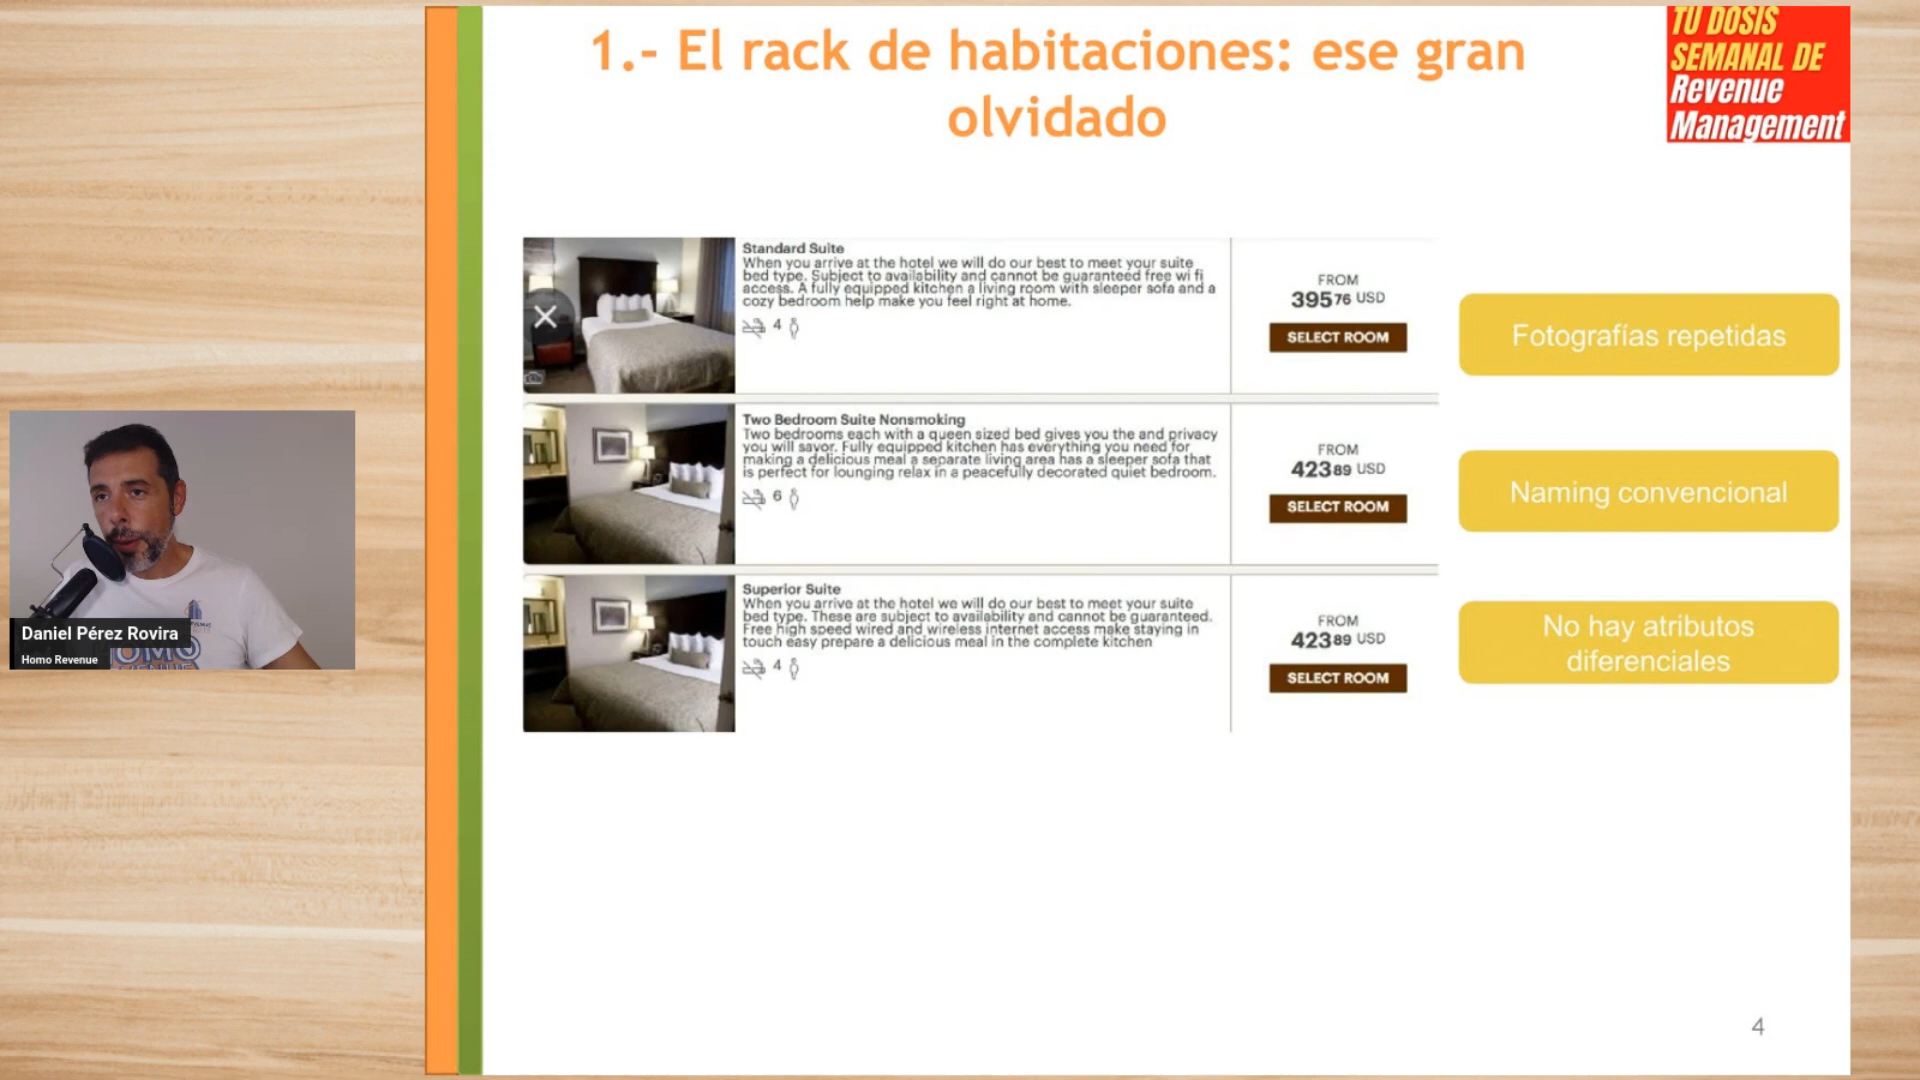 1.- El rack de habitaciones: ese gran
olvidado
TU DOSIS
SEMANAL DE
Revenue
Management
Standard Suite
When you arrive at the hotel we will do our best to meet your suite
bed type. Subject to availability and cannot be guaranteed free wi fi
access. A fully equipped kitchen a living room with sleeper sofa and a
cozy bedroom help make you feel right at home.
4
FROM
395 76 USD
SELECT ROOM
Fotografías repetidas
Two Bedroom Suite Nonsmoking
Two bedrooms each with a queen sized bed gives you the and privacy
you will savor. Fully equipped kitchen has everything you need for
making a delicious meal a separate living area has a sleeper sofa that
is perfect for lounging relax in a peacefully decorated quiet bedroom.
6
FROM
423 89 USD
SELECT ROOM
Naming convencional
Superior Suite
When you arrive at the hotel we will do our best to meet your suite
bed type. These are subject to availability and cannot be guaranteed.
Free high speed wired and wireless internet access make staying in
touch easy prepare a delicious meal in the complete kitchen
4
FROM
423 89 USD
SELECT ROOM
No hay atributos
diferenciales
Daniel Pérez Rovira
Homo Revenue
4